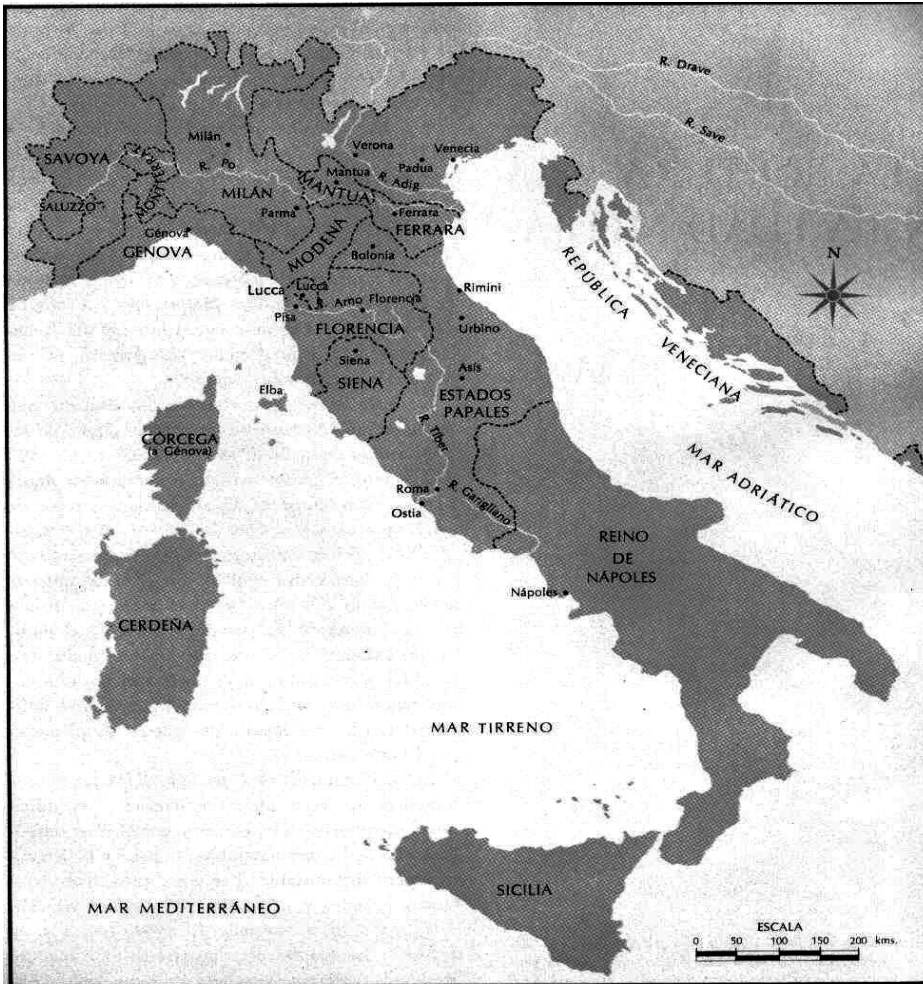 R. Drave
R. Save
Milán
Verona
Venecia
Padua
SAVOYA
MONTFERRAT
R. Po
Mantua
MANTUA
R. Adig
MILÁN
SALUZZO
Parma
Ferrara
FERRARA
Génova
GENOVA
MODENA
Bolonia
N
REPÚBLICA
VENECIANA
Lucca
Lucca
R. Arno
Florencia
Rimini
Pisa
FLORENCIA
Urbino
Siena
SIENA
Asís
Elba
ESTADOS
PAPALES
CÓRCEGA
(a Génova)
R. Tíber
MAR ADRIÁTICO
Roma
R. Garigliano
Ostia
REINO
DE
NÁPOLES
Nápoles
CERDEÑA
MAR TIRRENO
SICILIA
MAR MEDITERRÁNEO
ESCALA
0 50 100 150 200 kms.